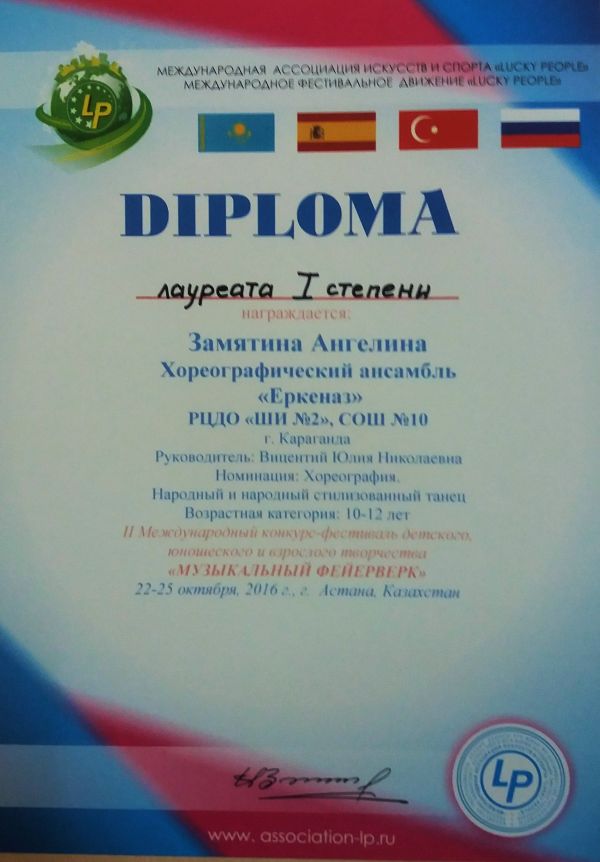 МЕЖДУНАРОДНАЯ АССОЦИАЦИЯ ИСКУССТВ И СПОРТА «LUCKY PEOPLE»
МЕЖДУНАРОДНОЕ ФЕСТИВАЛЬНОЕ ДВИЖЕНИЕ «LUCKY PEOPLE»
LP
DIPLOMA
лауреата I степени
награждается:
Замятина Ангелина
Хореографический ансамбль
«Еркеназ»
РЦДО «ШИ №2», СОШ №10
г. Караганда
Руководитель: Вицентий Юлия Николаевна
Номинация: Хореография.
Народный и народный стилизованный танец
Возрастная категория: 10-12 лет
II Международный конкурс-фестиваль детского,
юношеского и взрослого творчества
«МУЗЫКАЛЬНЫЙ ФЕЙЕРВЕРК»
22-25 октября, 2016 г., г. Астана, Казахстан
LP
www. association-lp.ru